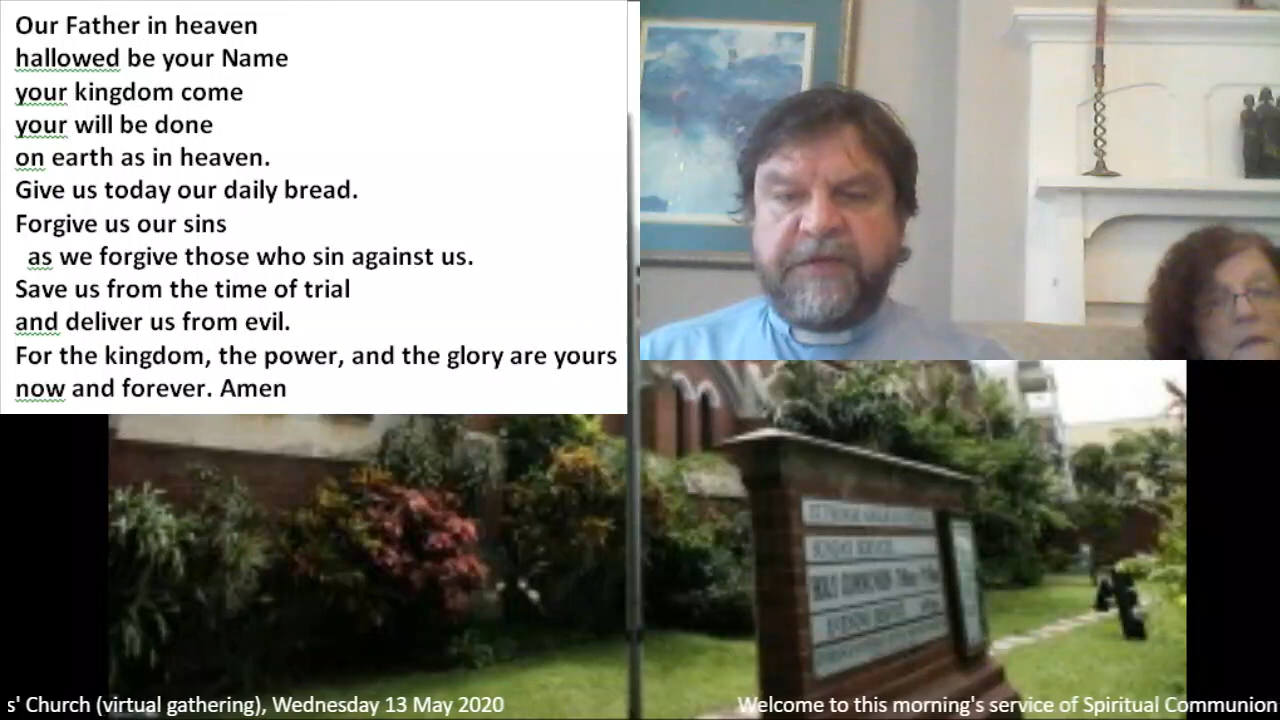 Our Father in heaven
hallowed be your Name
your kingdom come
your will be done
on earth as in heaven.
Give us today our daily bread.
Forgive us our sins
as we forgive those who sin against us.
Save us from the time of trial
and deliver us from evil.
For the kingdom, the power, and the glory are yours
now and forever. Amen
SUNDAY SERVICE
HOLY COMMUNION
s' Church (virtual gathering), Wednesday 13 May 2020
Welcome to this morning's service of Spiritual Communion